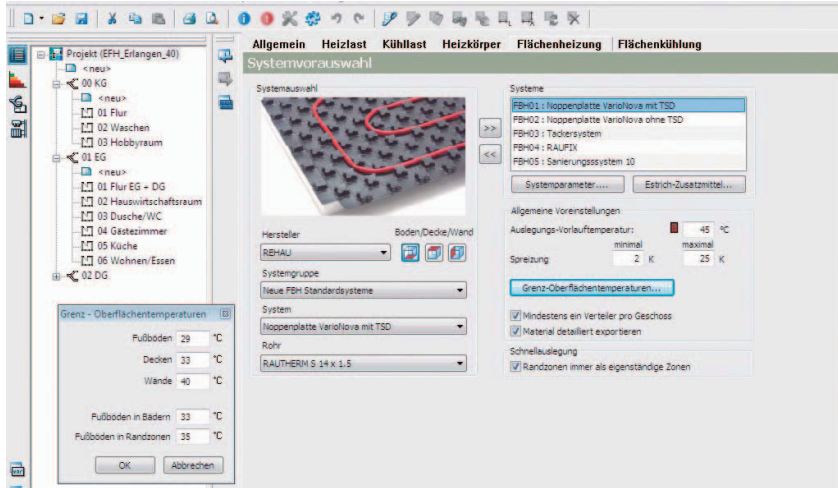 Allgemein Heizlast Kühllast Heizkörper Flächenheizung Flächenkühlung
Systemvorauswahl
Projekt (EFH_Erlangen_40)
<neu>
00 KG
<neu>
01 Flur
02 Waschen
03 Hobbyraum
01 EG
<neu>
01 Flur EG + DG
02 Hauswirtschaftsraum
03 Dusche/WC
04 Gästezimmer
05 Küche
06 Wohnen/Essen
02 DG
Grenz - Oberflächentemperaturen
Fußböden 29 °C
Decken 33 °C
Wände 40 °C
Fußböden in Bädern 33 °C
Fußböden in Randzonen 35 °C
OK Abbrechen
Systemauswahl
>>
<<
Hersteller Boden/Decke/Wand
REHAU
Systemgruppe
Neue FBH Standardsysteme
System
Noppenplatte VarioNova mit TSD
Rohr
RAUTHERM S 14 x 1.5
Systeme
FBH01 : Noppenplatte VarioNova mit TSD
FBH02 : Noppenplatte VarioNova ohne TSD
FBH03 : Tackersystem
FBH04 : RAUFIX
FBH05 : Sanierungsssystem 10
Systemparameter.... Estrich-Zusatzmittel...
Allgemeine Voreinstellungen
Auslegungs-Vorlauftemperatur: 45 °C
minimal maximal
Spreizung 2 K 25 K
Grenz-Oberflächentemperaturen...
Mindestens ein Verteiler pro Geschoss
Material detailliert exportieren
Schnellauslegung
Randzonen immer als eigenständige Zonen